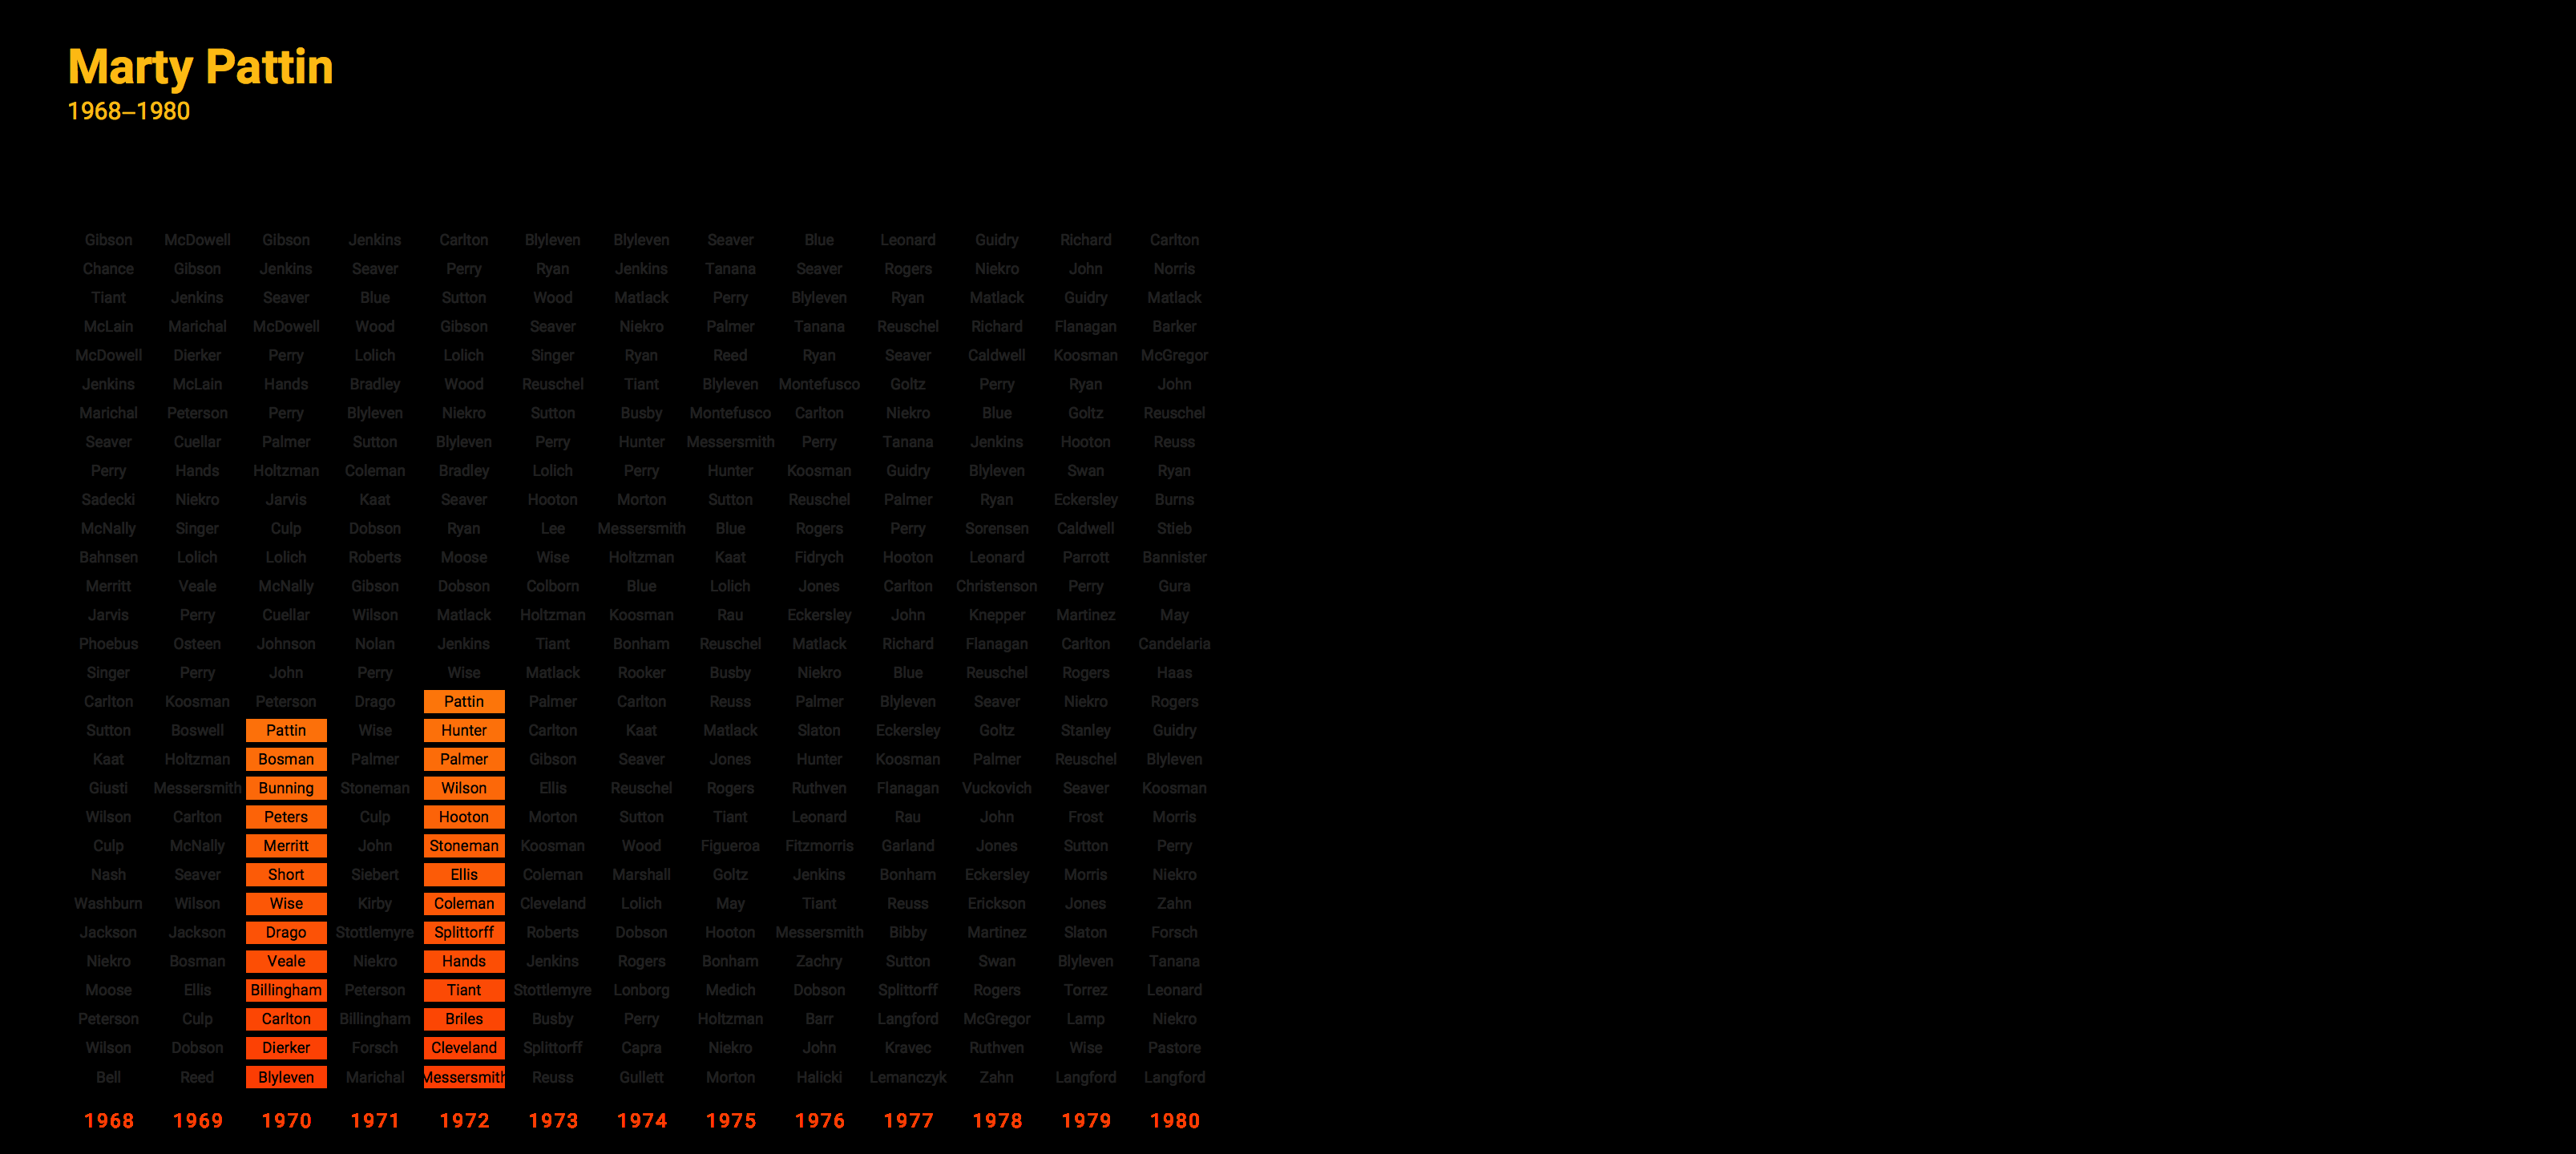 Marty Pattin
1968–1980
Gibson McDowell Gibson Jenkins Carlton Blyleven Blyleven Seaver Blue Leonard Guidry Richard Carlton
Chance Gibson Jenkins Seaver Perry Ryan Jenkins Tanana Seaver Rogers Niekro John Norris
Tiant Jenkins Seaver Blue Sutton Wood Matlack Perry Blyleven Ryan Matlack Guidry Matlack
McLain Marichal McDowell Wood Gibson Seaver Niekro Palmer Tanana Reuschel Richard Flanagan Barker
McDowell Dierker Perry Lolich Lolich Singer Ryan Reed Ryan Seaver Caldwell Koosman McGregor
Jenkins McLain Hands Bradley Wood Reuschel Tiant Blyleven Montefusco Goltz Perry Ryan John
Marichal Peterson Perry Blyleven Niekro Sutton Busby Montefusco Carlton Niekro Blue Goltz Reuschel
Seaver Cuellar Palmer Sutton Blyleven Perry Hunter Messersmith Perry Tanana Jenkins Hooton Reuss
Perry Hands Holtzman Coleman Bradley Lolich Perry Hunter Koosman Guidry Blyleven Swan Ryan
Sadecki Niekro Jarvis Kaat Seaver Hooton Morton Sutton Reuschel Palmer Ryan Eckersley Burns
McNally Singer Culp Dobson Ryan Lee Messersmith Blue Rogers Perry Sorensen Caldwell Stieb
Bahnsen Lolich Lolich Roberts Moose Wise Holtzman Kaat Fidrych Hooton Leonard Parrott Bannister
Merritt Veale McNally Gibson Dobson Colborn Blue Lolich Jones Carlton Christenson Perry Gura
Jarvis Perry Cuellar Wilson Matlack Holtzman Koosman Rau Eckersley John Knepper Martinez May
Phoebus Osteen Johnson Nolan Jenkins Tiant Bonham Reuschel Matlack Richard Flanagan Carlton Candelaria
Singer Perry John Perry Wise Matlack Rooker Busby Niekro Blue Reuschel Rogers Haas
Carlton Koosman Peterson Drago Pattin Palmer Carlton Reuss Palmer Blyleven Seaver Niekro Rogers
Sutton Boswell Pattin Wise Hunter Carlton Kaat Matlack Slaton Eckersley Goltz Stanley Guidry
Kaat Holtzman Bosman Palmer Palmer Gibson Seaver Jones Hunter Koosman Palmer Reuschel Blyleven
Giusti Messersmith Bunning Stoneman Wilson Ellis Reuschel Rogers Ruthven Flanagan Vuckovich Seaver Koosman
Wilson Carlton Peters Culp Hooton Morton Sutton Tiant Leonard Rau John Frost Morris
Culp McNally Merritt John Stoneman Koosman Wood Figueroa Fitzmorris Garland Jones Sutton Perry
Nash Seaver Short Siebert Ellis Coleman Marshall Goltz Jenkins Bonham Eckersley Morris Niekro
Washburn Wilson Wise Kirby Coleman Cleveland Lolich May Tiant Reuss Erickson Jones Zahn
Jackson Jackson Drago Stottlemyre Splittorff Roberts Dobson Hooton Messersmith Bibby Martinez Slaton Forsch
Niekro Bosman Veale Niekro Hands Jenkins Rogers Bonham Zachry Sutton Swan Blyleven Tanana
Moose Ellis Billingham Peterson Tiant Stottlemyre Lonborg Medich Dobson Splittorff Rogers Torrez Leonard
Peterson Culp Carlton Billingham Briles Busby Perry Holtzman Barr Langford McGregor Lamp Niekro
Wilson Dobson Dierker Forsch Cleveland Splittorff Capra Niekro John Kravec Ruthven Wise Pastore
Bell Reed Blyleven Marichal Messersmith Reuss Gullett Morton Halicki Lemanczyk Zahn Langford Langford
1968 1969 1970 1971 1972 1973 1974 1975 1976 1977 1978 1979 1980